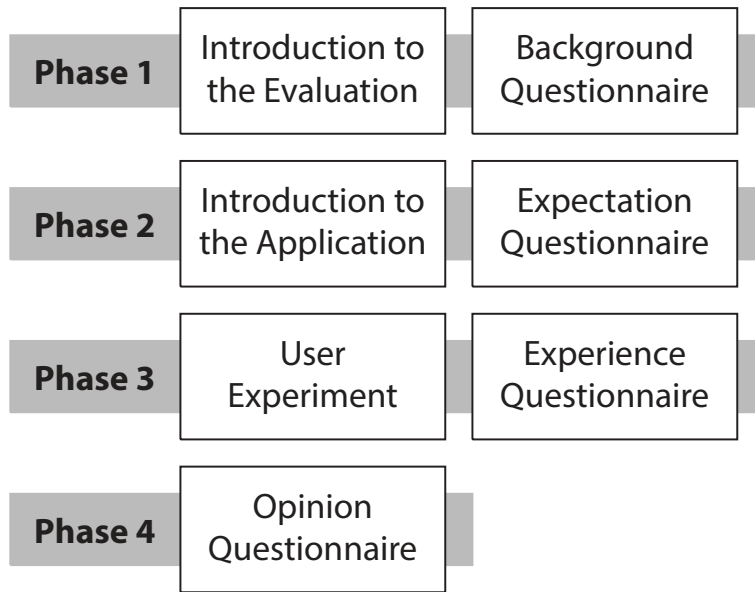 Phase 1
Introduction to
the Evaluation
Background
Questionnaire
Phase 2
Introduction to
the Application
Expectation
Questionnaire
Phase 3
User
Experiment
Experience
Questionnaire
Phase 4
Opinion
Questionnaire